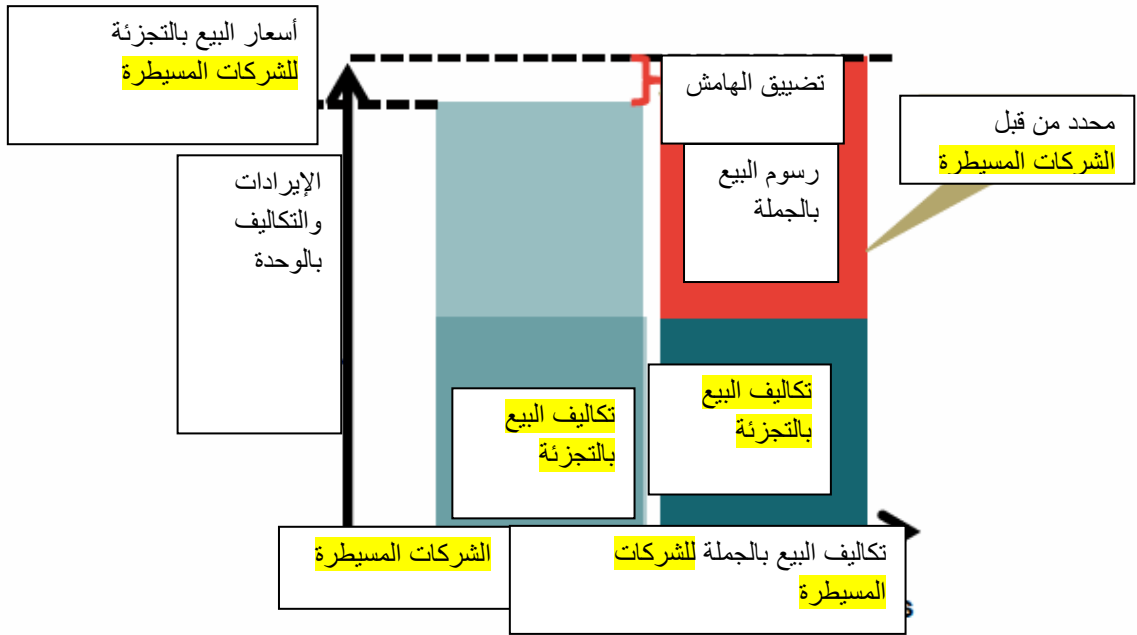 أسعار البيع بالتجزئة
للشركات المسيطرة
تضييق الهامش
محدد من قبل
الشركات المسيطرة
رسوم البيع
بالجملة
الإيرادات
والتكاليف
بالوحدة
تكاليف البيع
بالتجزئة
تكاليف البيع
بالتجزئة
الشركات المسيطرة
تكاليف البيع بالجملة للشركات
المسيطرة
s